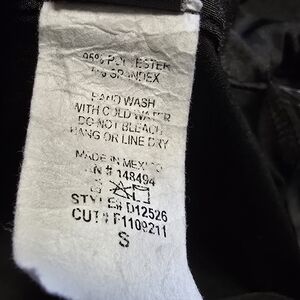 95% POLYESTER
5% SPANDEX
HAND WASH
WITH COLD WATER
DO NOT BLEACH
HANG OR LINE DRY
MADE IN MEXICO
RN# 148494
STYLE# D12526
CUT# F1109211
S